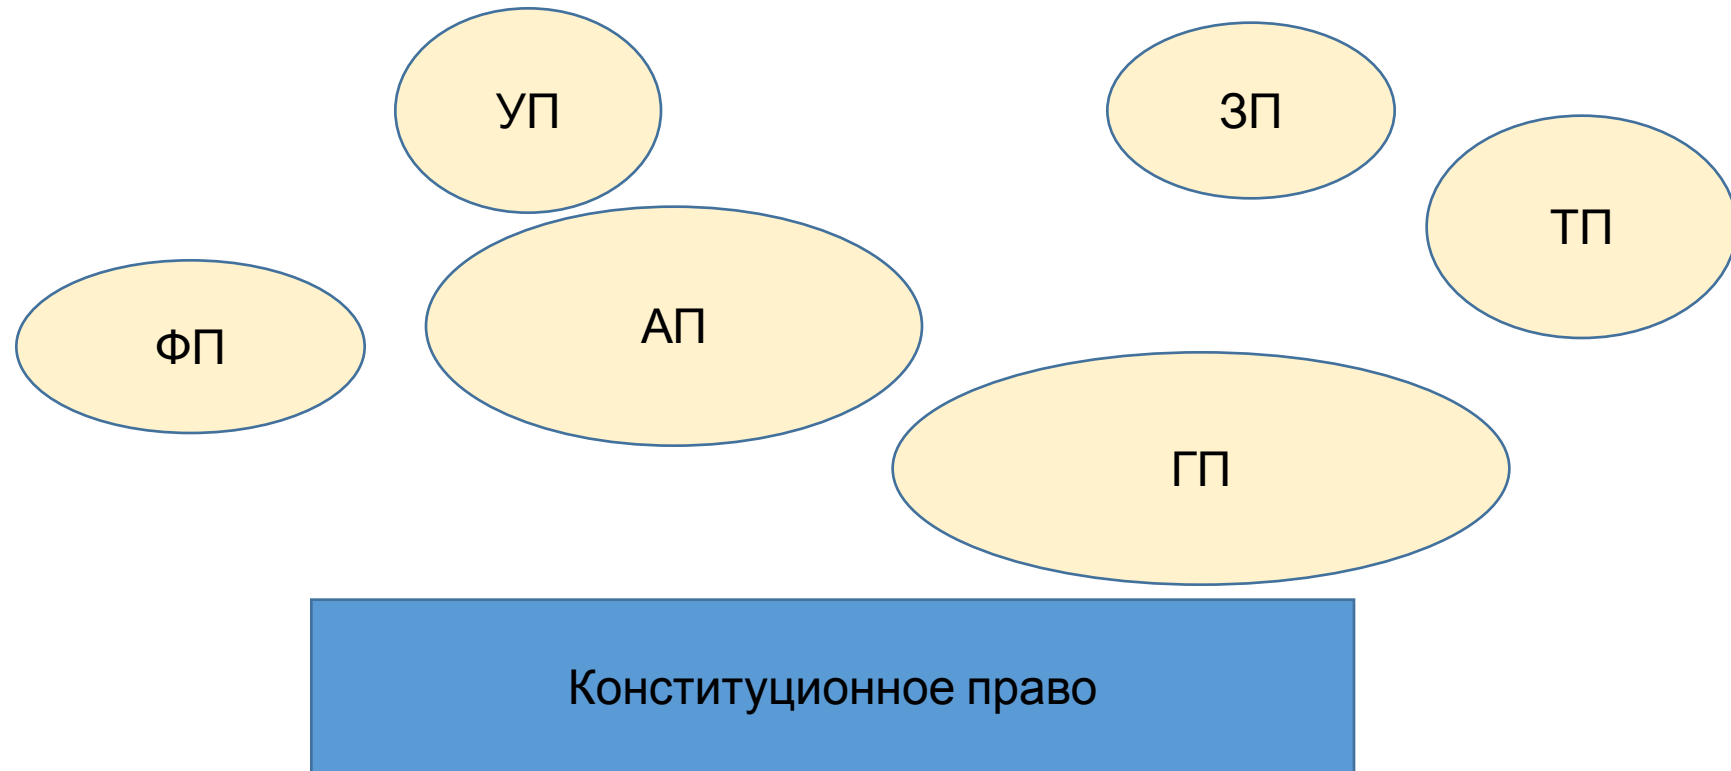 УП
ЗП
ТП
АП
ФП
ГП
Конституционное право